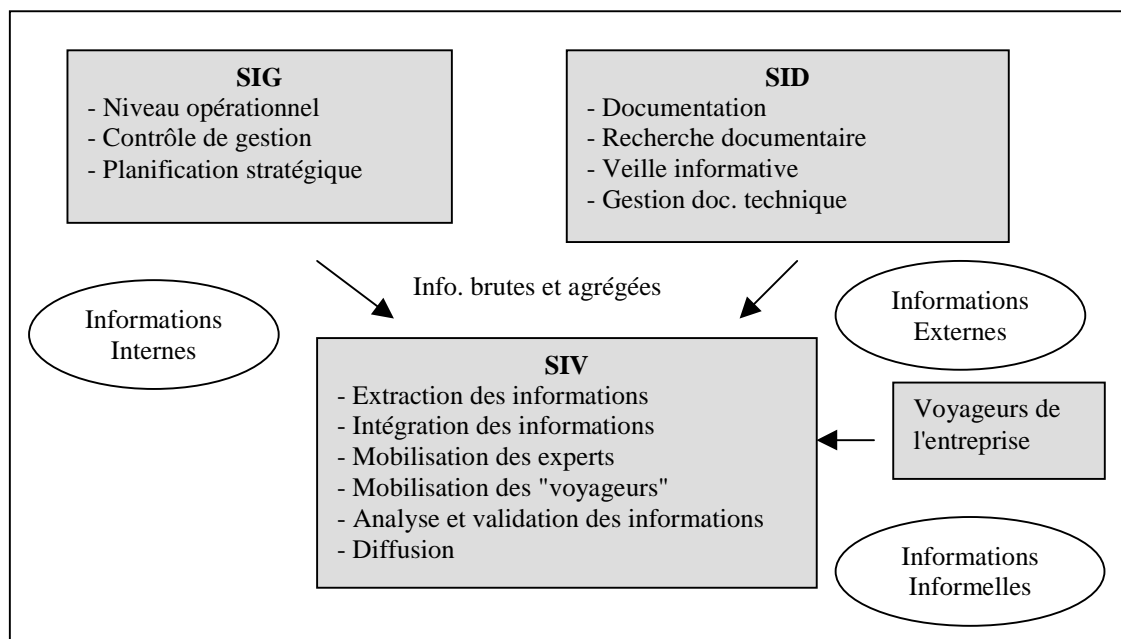 SIG
- Niveau opérationnel
- Contrôle de gestion
- Planification stratégique
SID
- Documentation
- Recherche documentaire
- Veille informative
- Gestion doc. technique
Info. brutes et agrégées
Informations
Internes
Informations
Externes
SIV
- Extraction des informations
- Intégration des informations
- Mobilisation des experts
- Mobilisation des "voyageurs"
- Analyse et validation des informations
- Diffusion
Voyageurs de
l'entreprise
Informations
Informelles